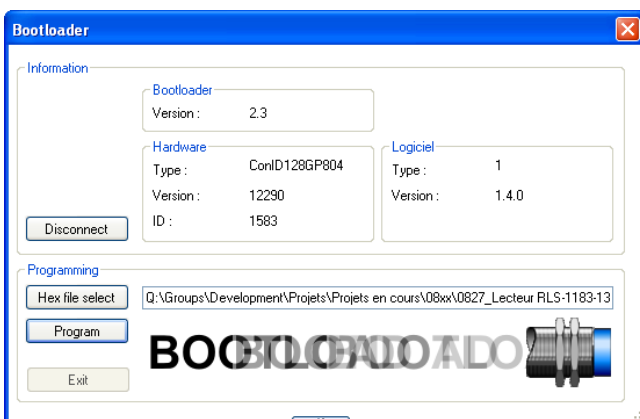 Bootloader
Information
Bootloader
Version : 2.3
Hardware
Type : ConID128GP804
Version : 12290
ID : 1583
Logiciel
Type : 1
Version : 1.4.0
Disconnect
Programming
Hex file select Q:\Groups\Development\Projets\Projets en cours\08xx\0827_Lecteur RLS-1183-13
Program
Exit